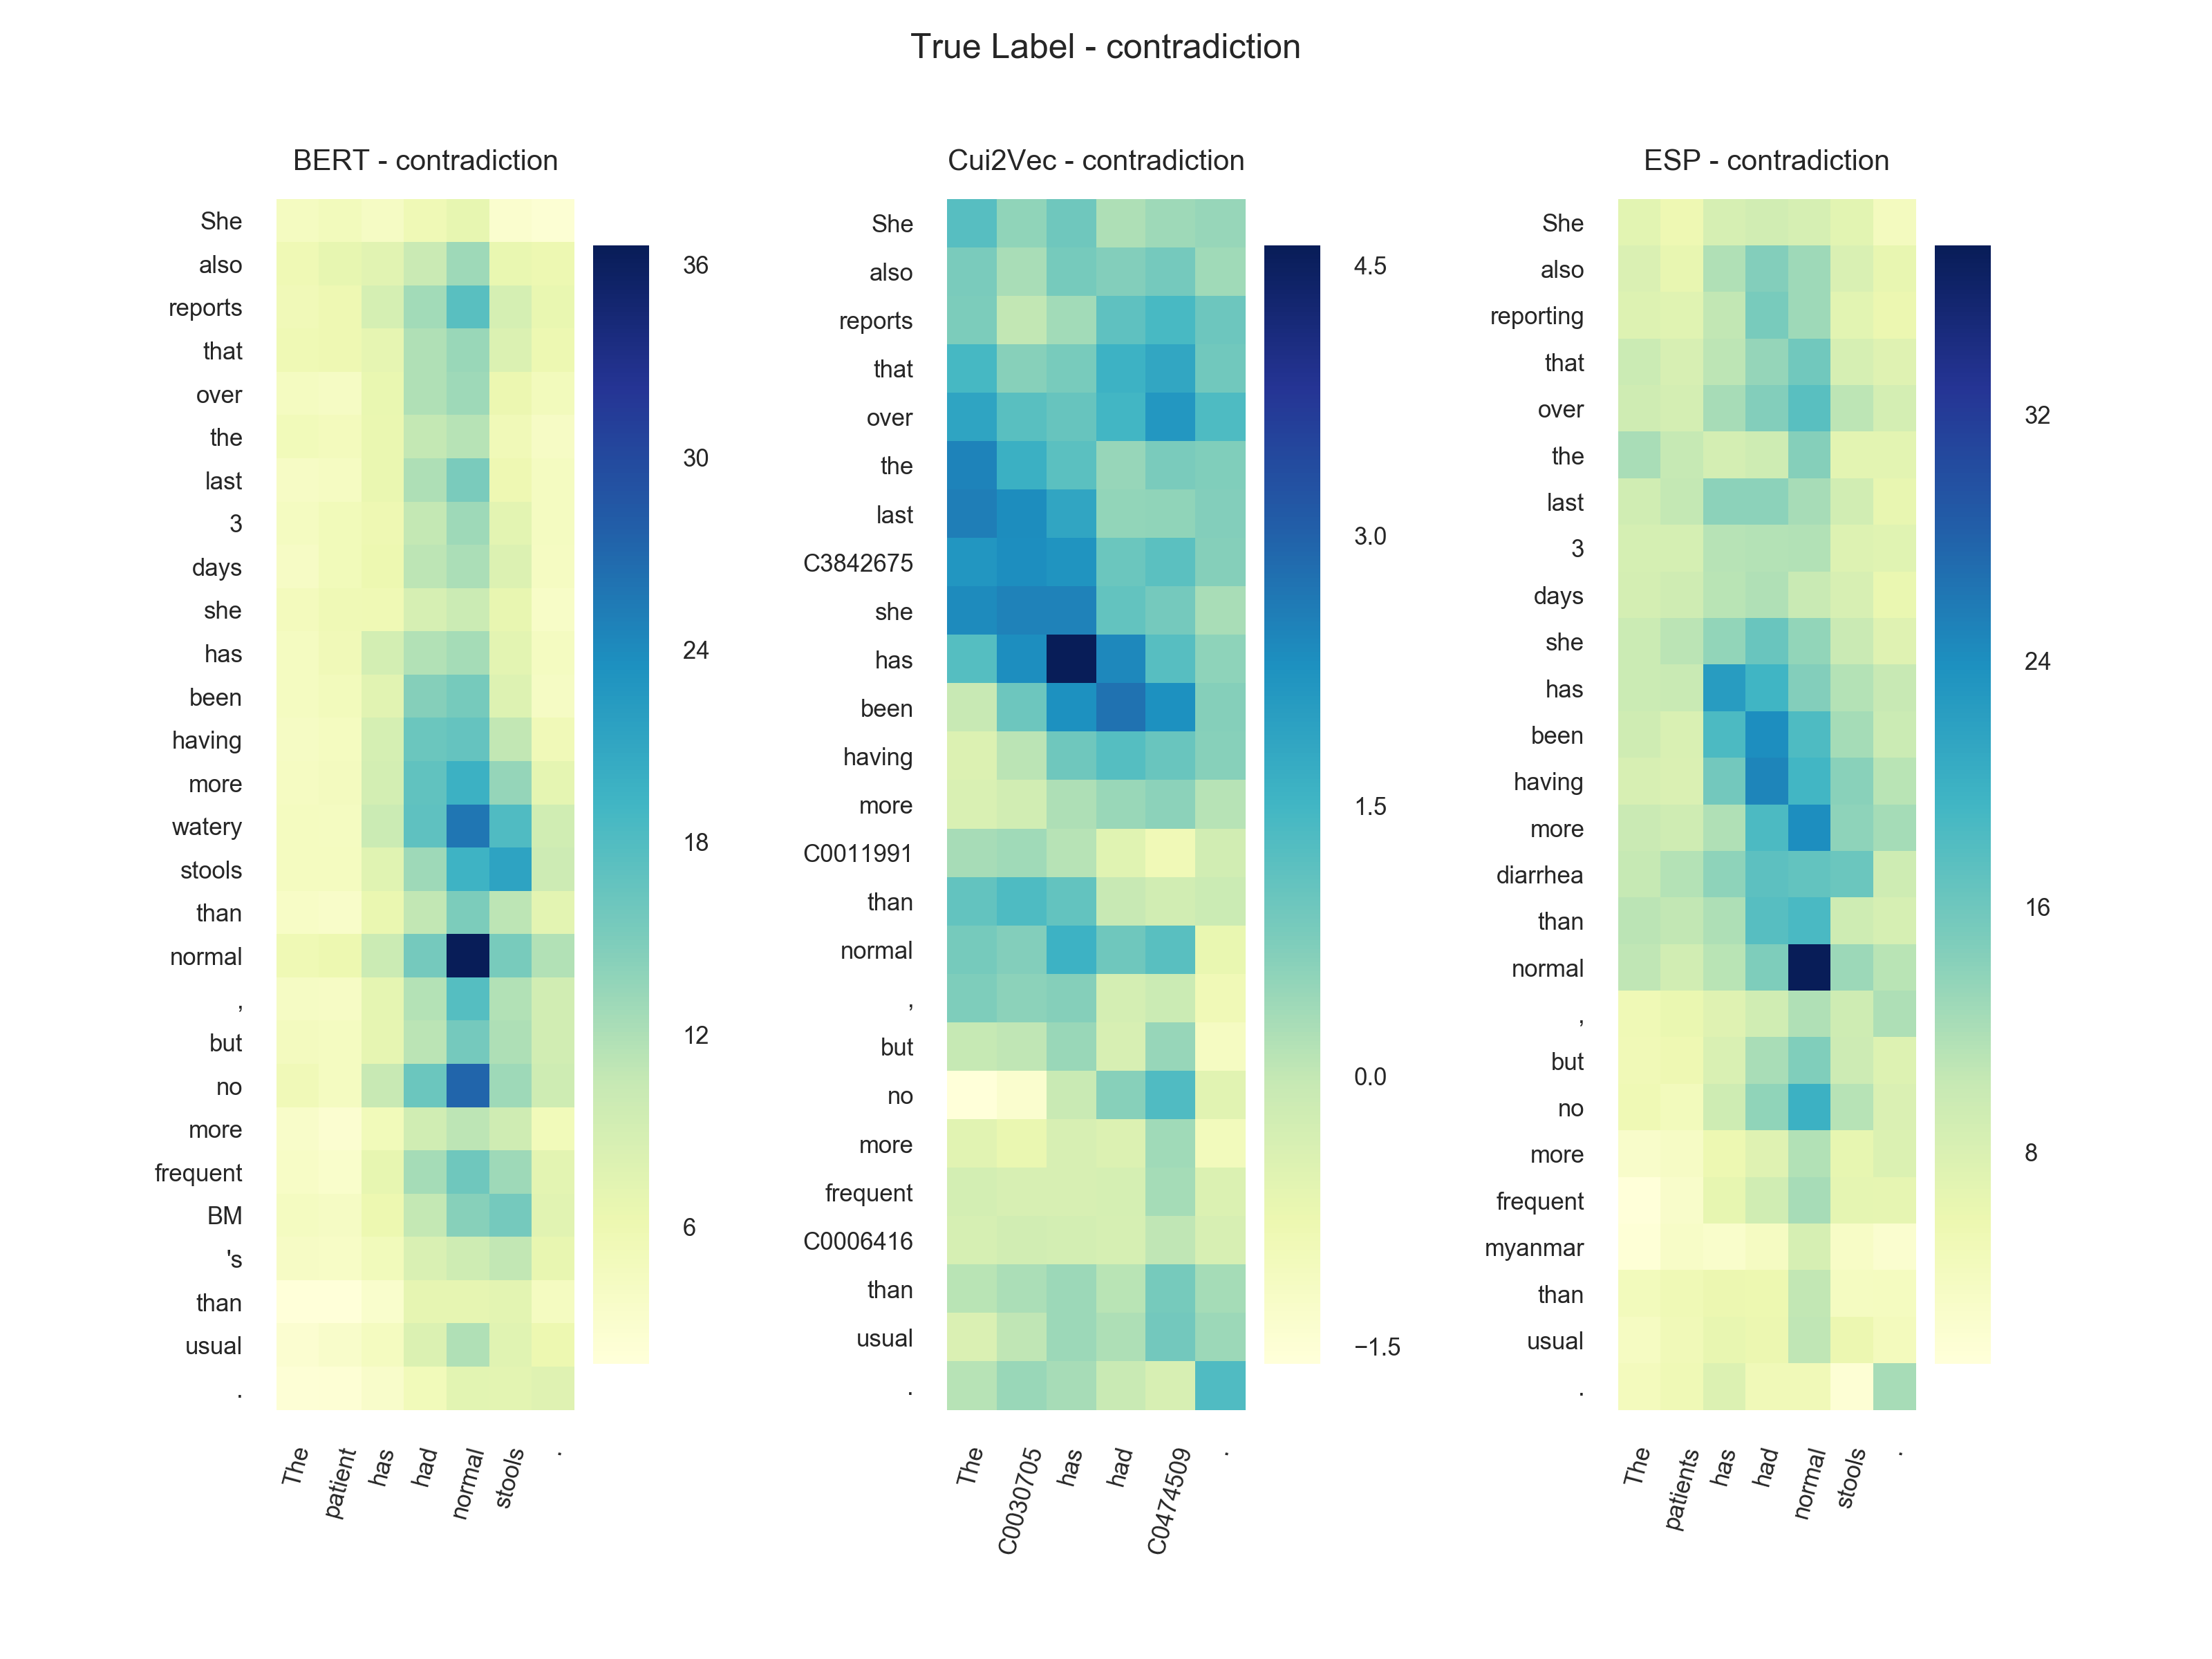 True Label - contradiction
BERT - contradiction
She
also
reports
that
over
the
last
3
days
she
has
been
having
more
watery
stools
than
normal
,
but
no
more
frequent
BM
's
than
usual
.
The
patient
has
had
normal
stools
.
36
30
24
18
12
6
Cui2Vec - contradiction
She
also
reports
that
over
the
last
C3842675
she
has
been
having
more
C0011991
than
normal
,
but
no
more
frequent
C0006416
than
usual
.
The
C0030705
has
had
C0474509
.
4.5
3.0
1.5
0.0
−1.5
ESP - contradiction
She
also
reporting
that
over
the
last
3
days
she
has
been
having
more
diarrhea
than
normal
,
but
no
more
frequent
myanmar
than
usual
.
The
patients
has
had
normal
stools
.
32
24
16
8